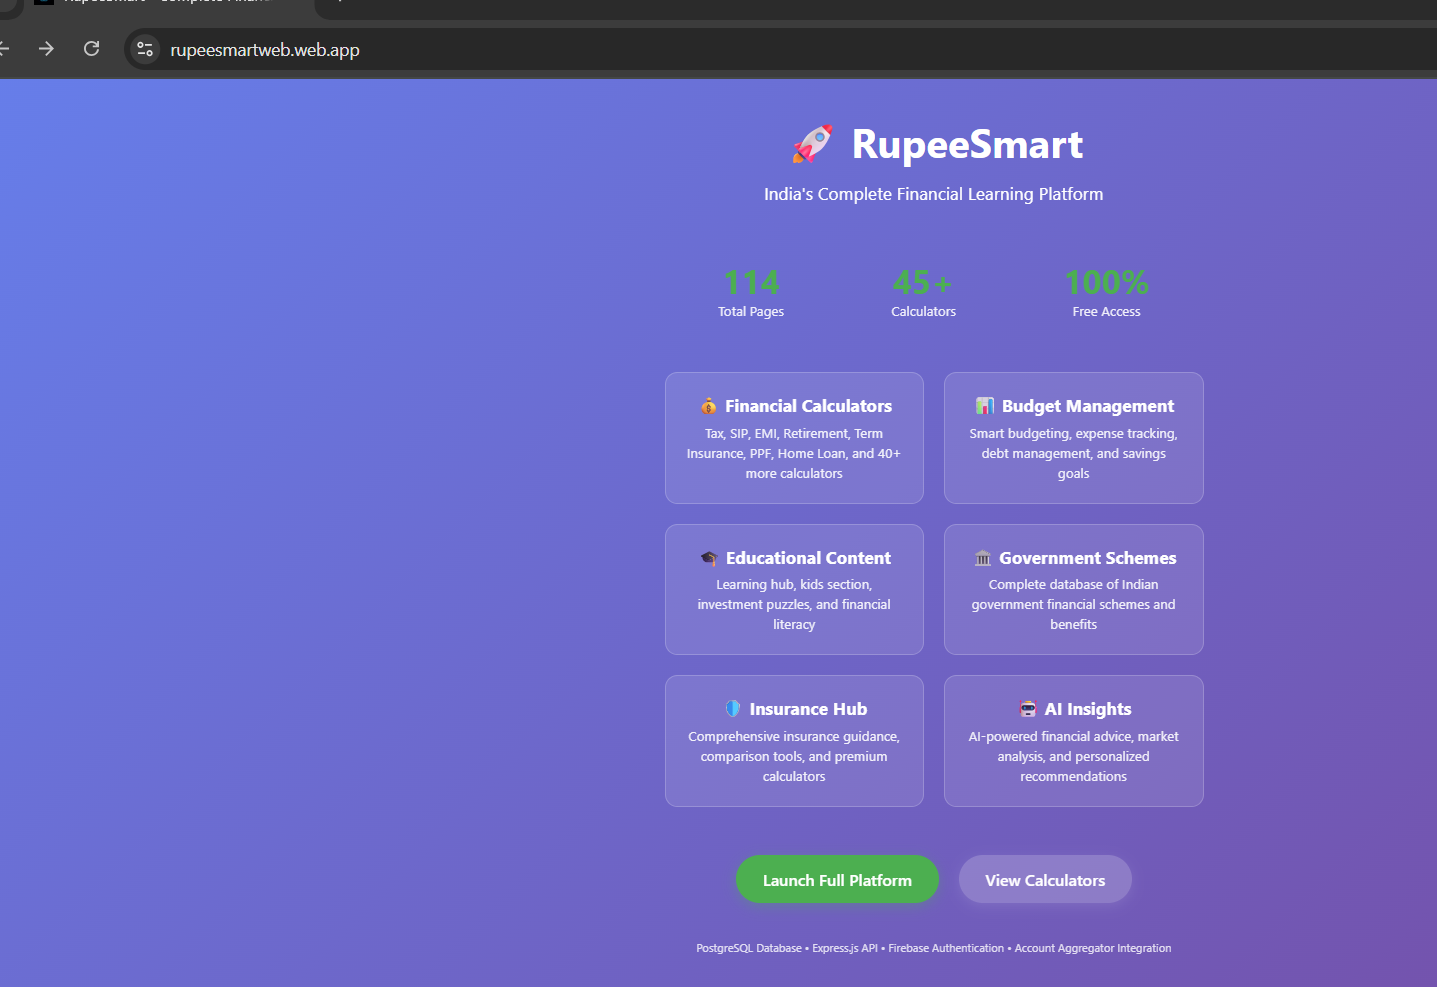 rupeesmartweb.web.app
RupeeSmart
India's Complete Financial Learning Platform
114
Total Pages
45+
Calculators
100%
Free Access
Financial Calculators
Tax, SIP, EMI, Retirement, Term
Insurance, PPF, Home Loan, and 40+
more calculators
Budget Management
Smart budgeting, expense tracking,
debt management, and savings
goals
Educational Content
Learning hub, kids section,
investment puzzles, and financial
literacy
Government Schemes
Complete database of Indian
government financial schemes and
benefits
Insurance Hub
Comprehensive insurance guidance,
comparison tools, and premium
calculators
AI Insights
AI-powered financial advice, market
analysis, and personalized
recommendations
Launch Full Platform
View Calculators
PostgreSQL Database • Express.js API • Firebase Authentication • Account Aggregator Integration